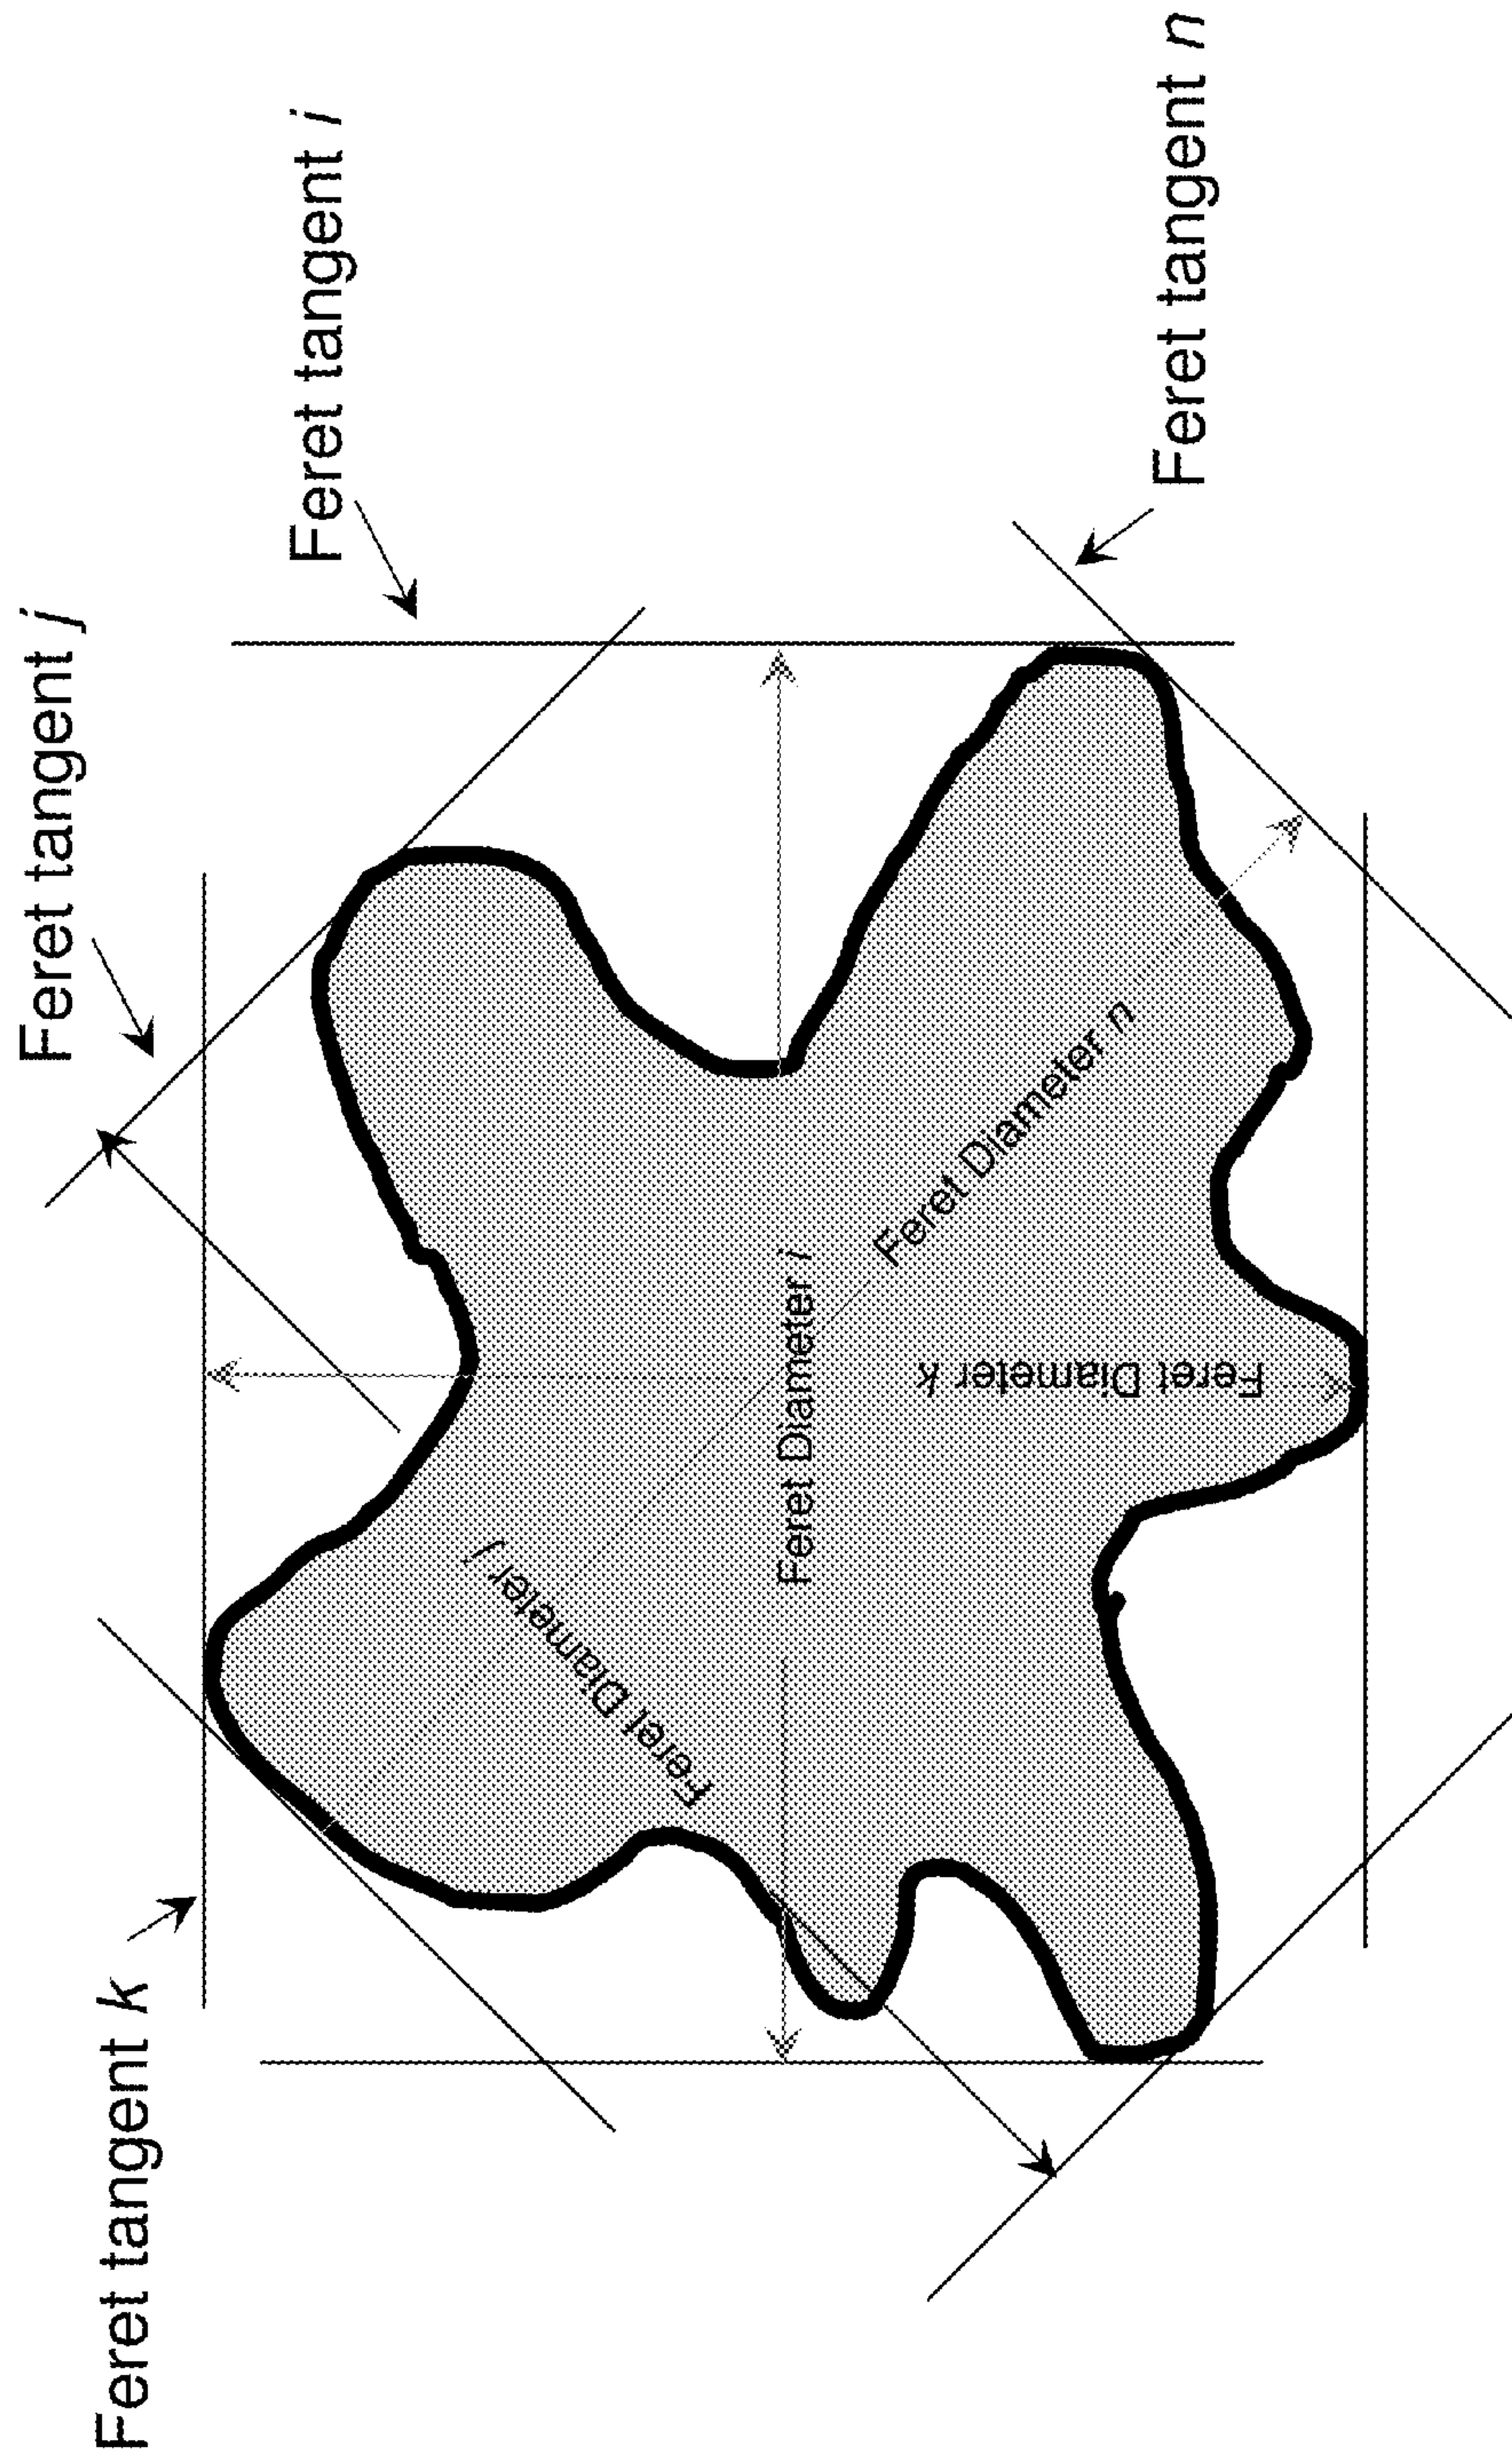 Feret tangent k
Feret tangent j
Feret tangent i
Feret tangent n
Feret Diameter j
Feret Diameter i
Feret Diameter n
Feret Diameter k